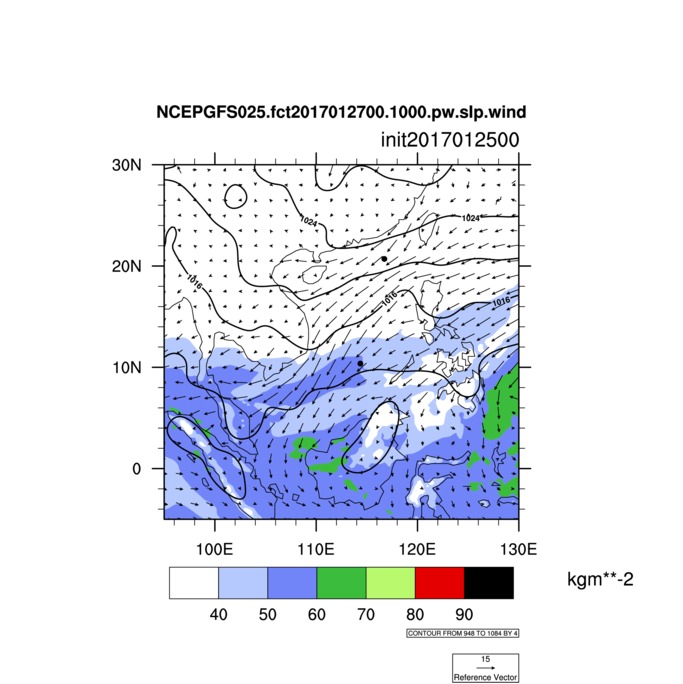 NCEPGFS025.fct2017012700.1000.pw.slp.wind
init2017012500
30N
20N
10N
0
1024
1024
1016
1016
1016
100E
110E
120E
130E
kgm**-2
40
50
60
70
80
90
CONTOUR FROM 948 TO 1084 BY 4
15
Reference Vector